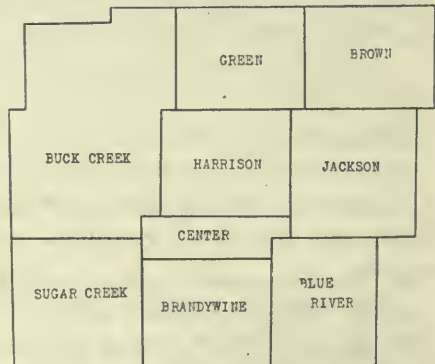 GREEN
BROWN
BUCK CREEK
HARRISON
JACKSON
CENTER
SUGAR CREEK
BRANDYWINE
BLUE
RIVER